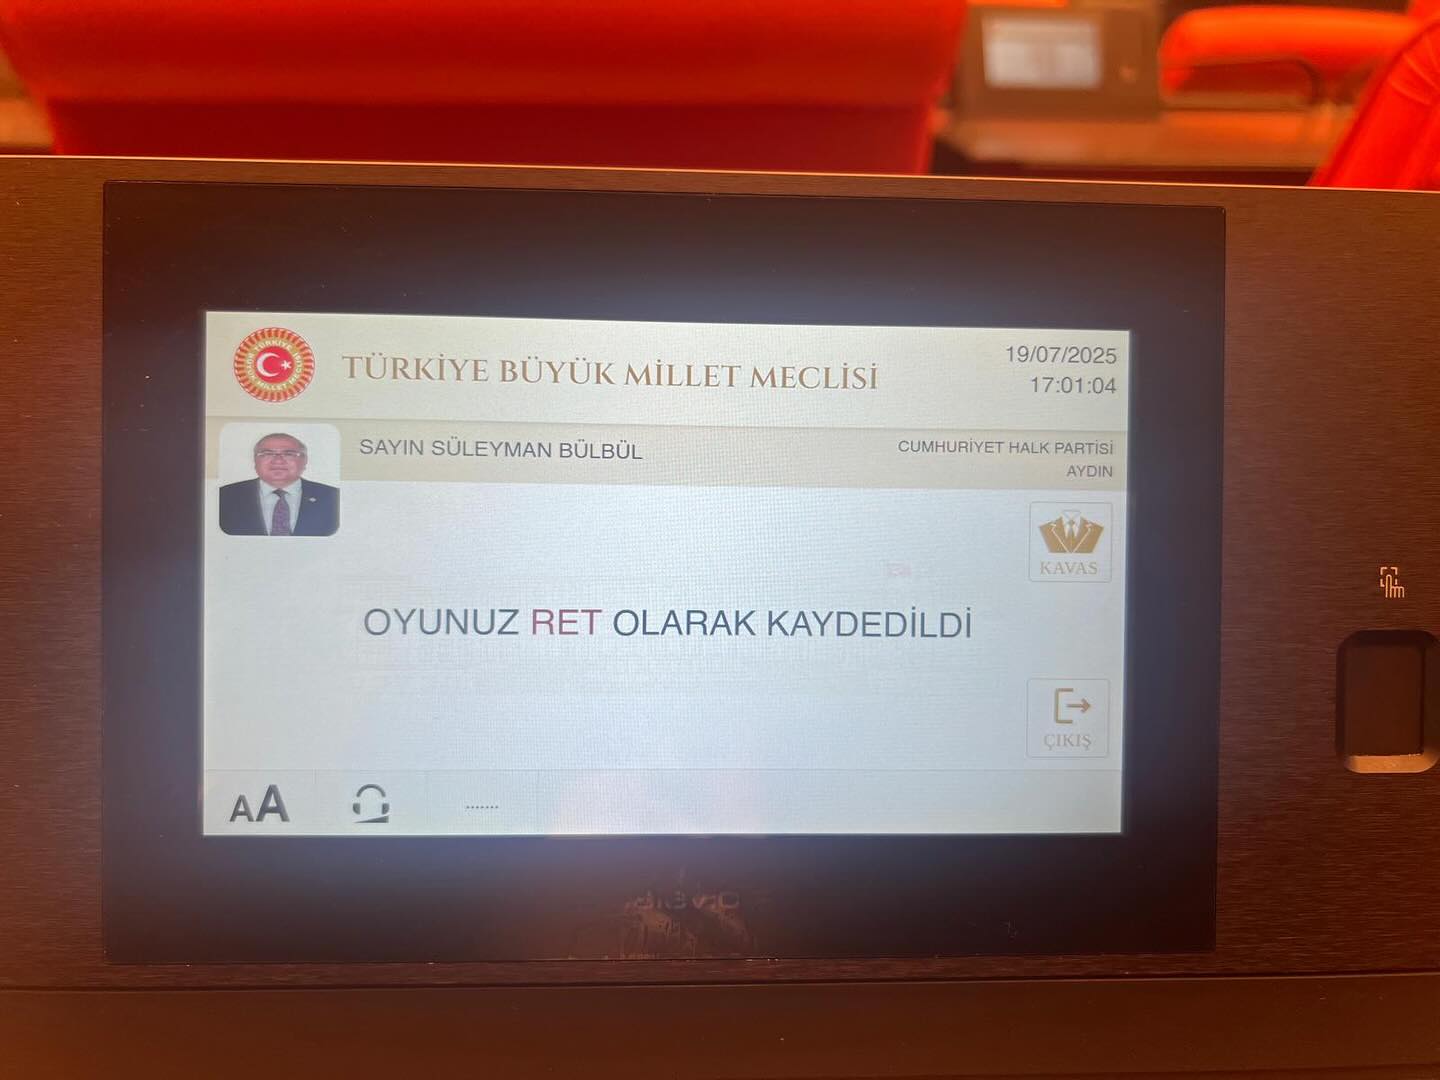 TÜRKİYE BÜYÜK MİLLET MECLİSİ
19/07/2025
17:01:04
SAYIN SÜLEYMAN BÜLBÜL
CUMHURİYET HALK PARTİSİ
AYDIN
KAVAS
OYUNUZ RET OLARAK KAYDEDİLDİ
ÇIKIŞ
AA
.......